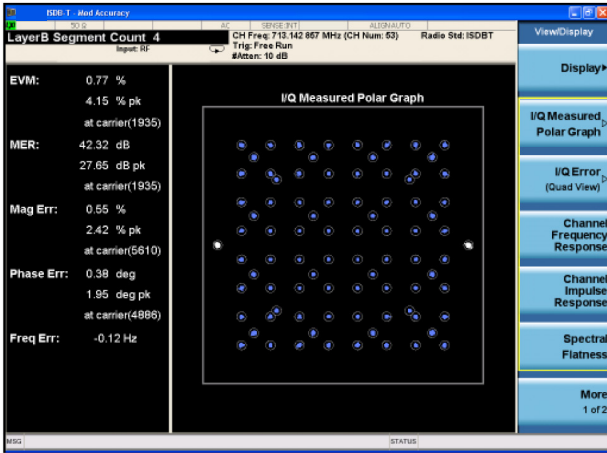 ISDB-T - Mod Accuracy
50 Ω AC SENSE:INT ALIGNAUTO
LayerB Segment Count 4
Input: RF
CH Freq: 713.142 857 MHz (CH Num: 53) Radio Std: ISDBT
Trig: Free Run
#Atten: 10 dB
EVM: 0.77 %
4.15 % pk
at carrier(1935)
MER: 42.32 dB
27.65 dB pk
at carrier(1935)
Mag Err: 0.55 %
2.42 % pk
at carrier(5610)
Phase Err: 0.38 deg
1.95 deg pk
at carrier(4886)
Freq Err: -0.12 Hz
I/Q Measured Polar Graph
View/Display
Display
I/Q Measured
Polar Graph
I/Q Error
(Quad View)
Channel
Frequency
Response
Channel
Impulse
Response
Spectral
Flatness
More
1 of 2
MSG STATUS